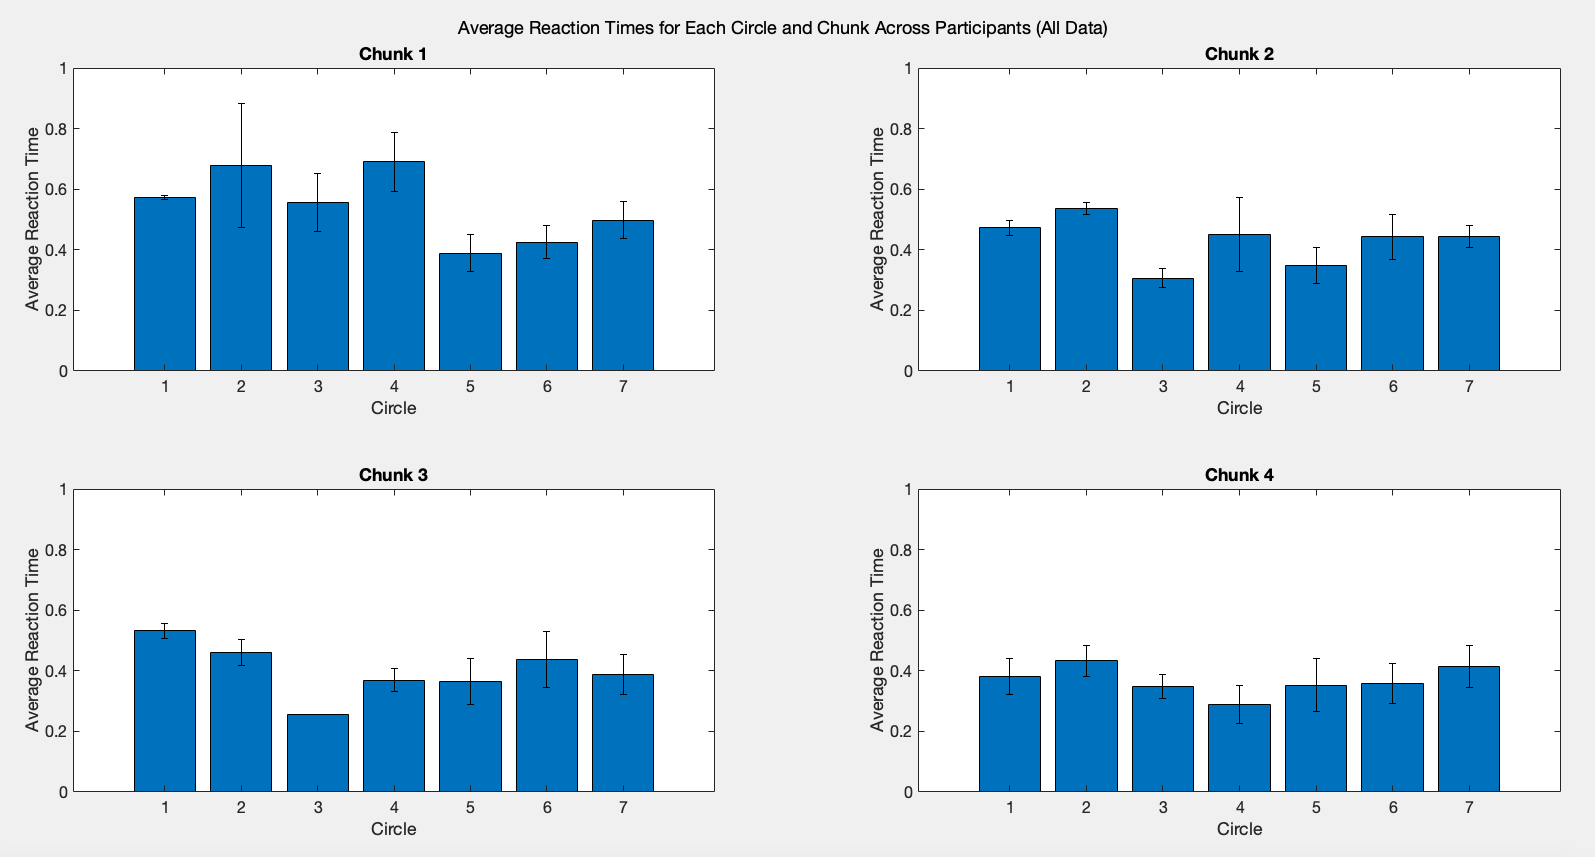 Average Reaction Times for Each Circle and Chunk Across Participants (All Data)
Chunk 1
Average Reaction Time
1
0.8
0.6
0.4
0.2
0
1 2 3 4 5 6 7
Circle
Chunk 2
Average Reaction Time
1
0.8
0.6
0.4
0.2
0
1 2 3 4 5 6 7
Circle
Chunk 3
Average Reaction Time
1
0.8
0.6
0.4
0.2
0
1 2 3 4 5 6 7
Circle
Chunk 4
Average Reaction Time
1
0.8
0.6
0.4
0.2
0
1 2 3 4 5 6 7
Circle